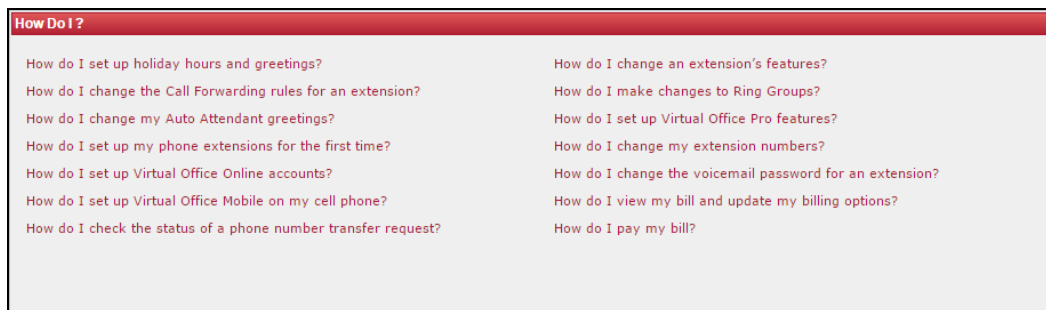 How Do I ?
How do I set up holiday hours and greetings?
How do I change the Call Forwarding rules for an extension?
How do I change my Auto Attendant greetings?
How do I set up my phone extensions for the first time?
How do I set up Virtual Office Online accounts?
How do I set up Virtual Office Mobile on my cell phone?
How do I check the status of a phone number transfer request?
How do I change an extension’s features?
How do I make changes to Ring Groups?
How do I set up Virtual Office Pro features?
How do I change my extension numbers?
How do I change the voicemail password for an extension?
How do I view my bill and update my billing options?
How do I pay my bill?